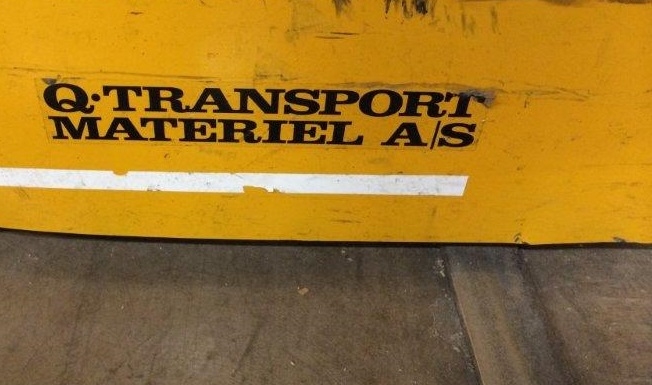 Q·TRANSPORT
MATERIEL A/S